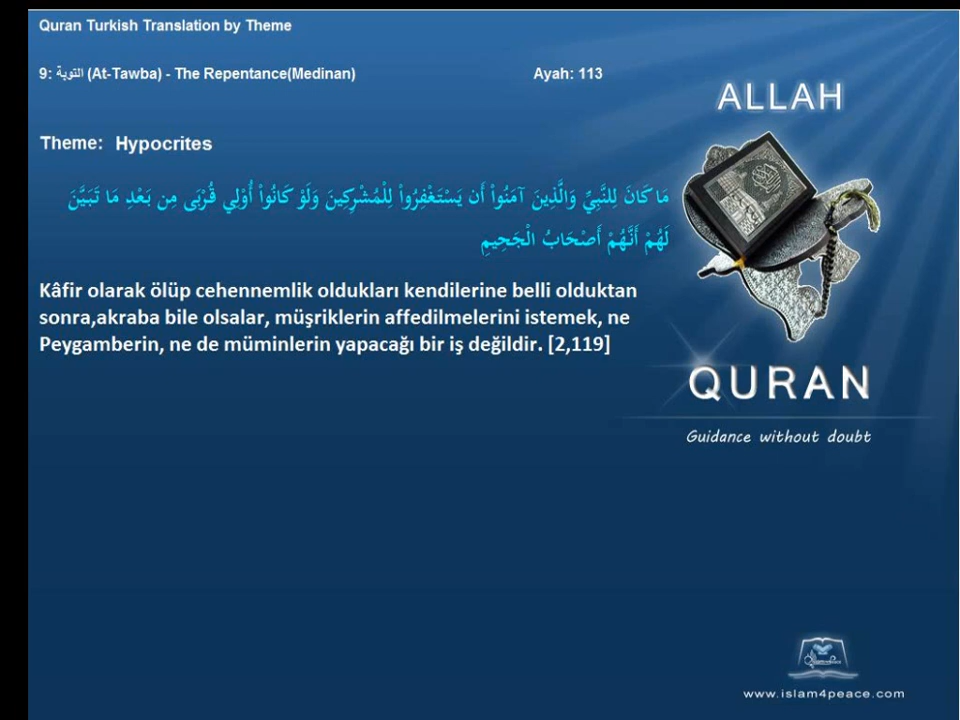 Quran Turkish Translation by Theme
9: التوبة (At-Tawba) - The Repentance(Medinan) Ayah: 113
ALLAH
Theme: Hypocrites
مَا كَانَ لِلنَّبِيِّ وَالَّذِينَ آمَنُواْ أَن يَسْتَغْفِرُواْ لِلْمُشْرِكِينَ وَلَوْ كَانُواْ أُوْلِي قُرْبَى مِن بَعْدِ مَا تَبَيَّنَ
لَهُمْ أَنَّهُمْ أَصْحَابُ الْجَحِيمِ
Kâfir olarak ölüp cehennemlik oldukları kendilerine belli olduktan
sonra,akraba bile olsalar, müşriklerin affedilmelerini istemek, ne
Peygamberin, ne de müminlerin yapacağı bir iş değildir. [2,119]
QURAN
Guidance without doubt
www.islam4peace.com